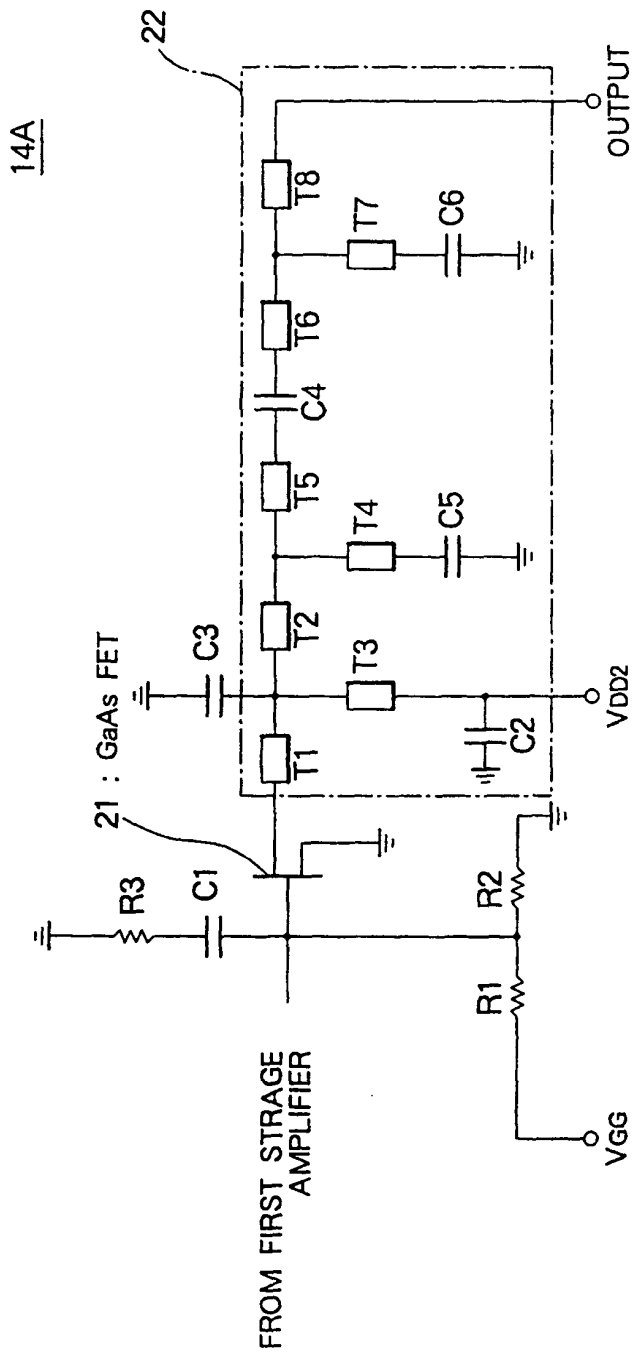 14A
22
21 : GaAs FET
R3
C1
C3
T1
T2
T5
C4
T6
T8
T3
T4
T7
C2
C5
C6
R1
R2
FROM FIRST STRAGE
AMPLIFIER
VGG
VDD2
OUTPUT